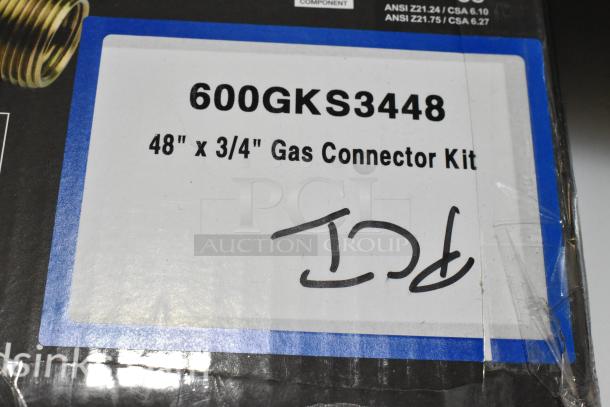 COMPONENT
ANSI Z21.24 / CSA 6.10
ANSI Z21.75 / CSA 6.27
600GKS3448
48" x 3/4" Gas Connector Kit
PCI
AUCTION GROUP